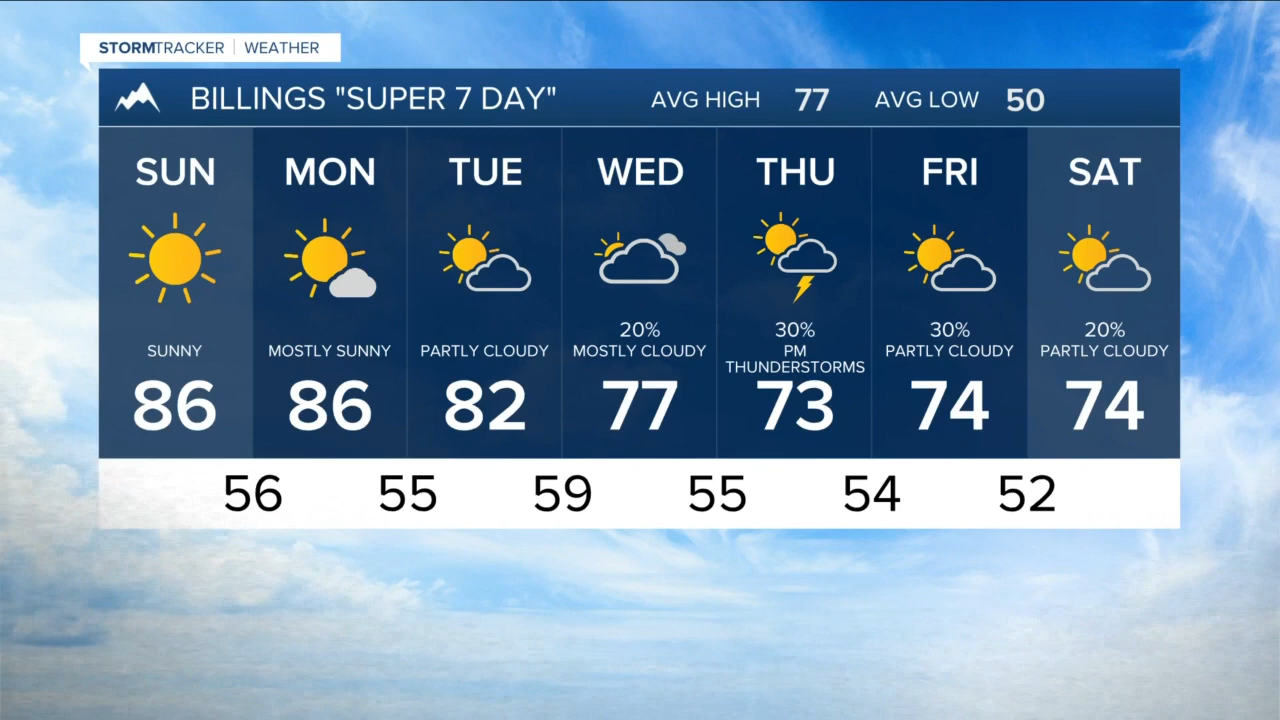 STORMTRACKER | WEATHER
BILLINGS "SUPER 7 DAY" AVG HIGH 77 AVG LOW 50
SUN MON TUE WED THU FRI SAT
20% 30% 30% 20%
SUNNY MOSTLY SUNNY PARTLY CLOUDY MOSTLY CLOUDY PM PARTLY CLOUDY PARTLY CLOUDY
THUNDERSTORMS
86 86 82 77 73 74 74
56 55 59 55 54 52